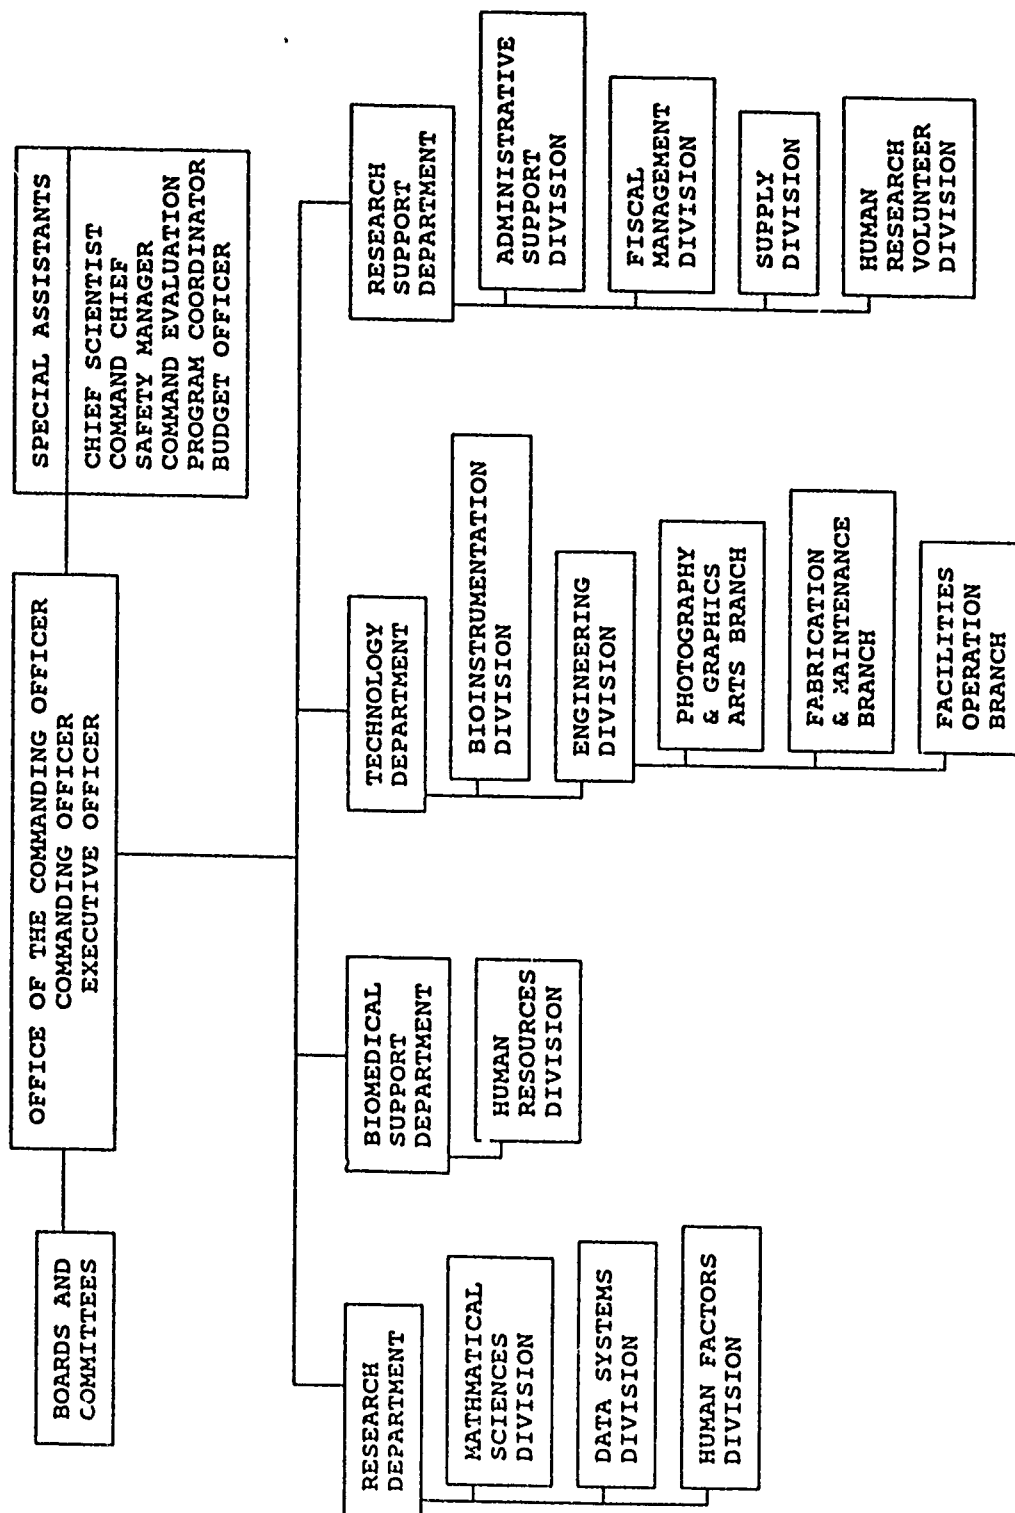 BOARDS AND
COMMITTEES
OFFICE OF THE COMMANDING OFFICER
COMMANDING OFFICER
EXECUTIVE OFFICER
SPECIAL ASSISTANTS
CHIEF SCIENTIST
COMMAND CHIEF
SAFETY MANAGER
COMMAND EVALUATION
PROGRAM COORDINATOR
BUDGET OFFICER
RESEARCH
DEPARTMENT
MATHMATICAL
SCIENCES
DIVISION
DATA SYSTEMS
DIVISION
HUMAN FACTORS
DIVISION
BIOMEDICAL
SUPPORT
DEPARTMENT
HUMAN
RESOURCES
DIVISION
TECHNOLOGY
DEPARTMENT
BIOINSTRUMENTATION
DIVISION
ENGINEERING
DIVISION
PHOTOGRAPHY
& GRAPHICS
ARTS BRANCH
FABRICATION
& MAINTENANCE
BRANCH
FACILITIES
OPERATION
BRANCH
RESEARCH
SUPPORT
DEPARTMENT
ADMINISTRATIVE
SUPPORT
DIVISION
FISCAL
MANAGEMENT
DIVISION
SUPPLY
DIVISION
HUMAN
RESEARCH
VOLUNTEER
DIVISION